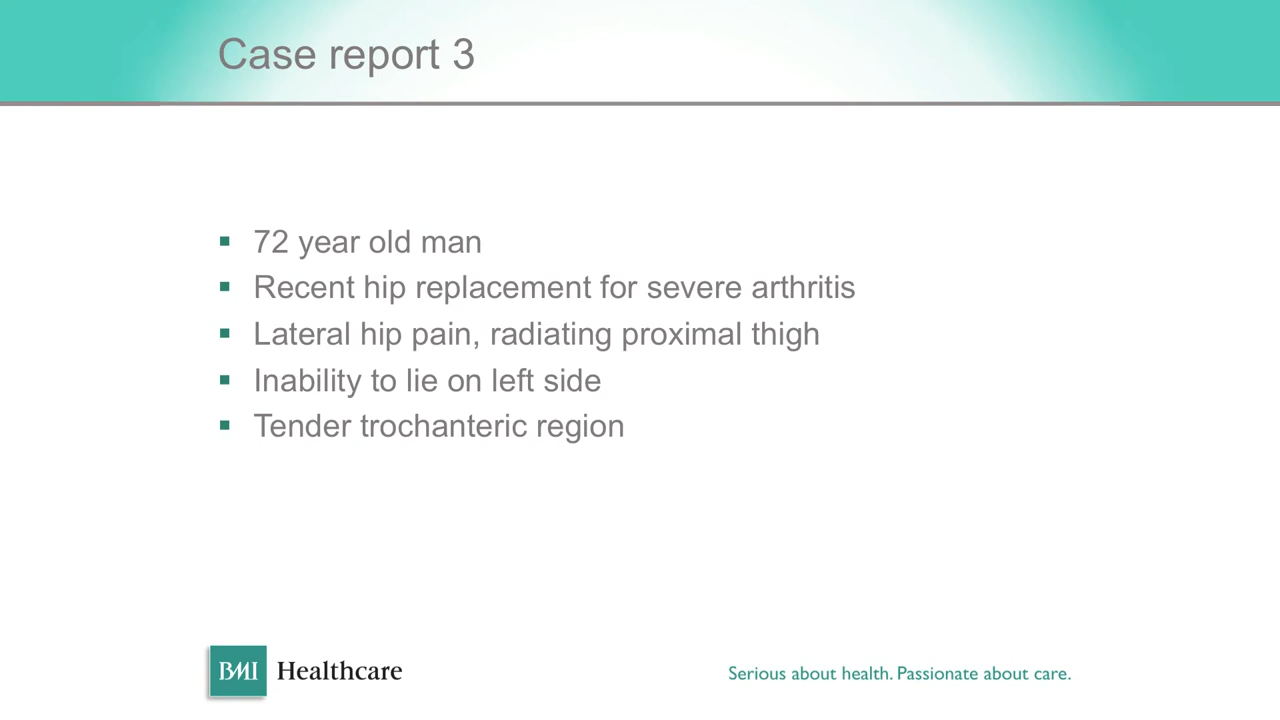 Case report 3
72 year old man
Recent hip replacement for severe arthritis
Lateral hip pain, radiating proximal thigh
Inability to lie on left side
Tender trochanteric region
BMI Healthcare
Serious about health. Passionate about care.